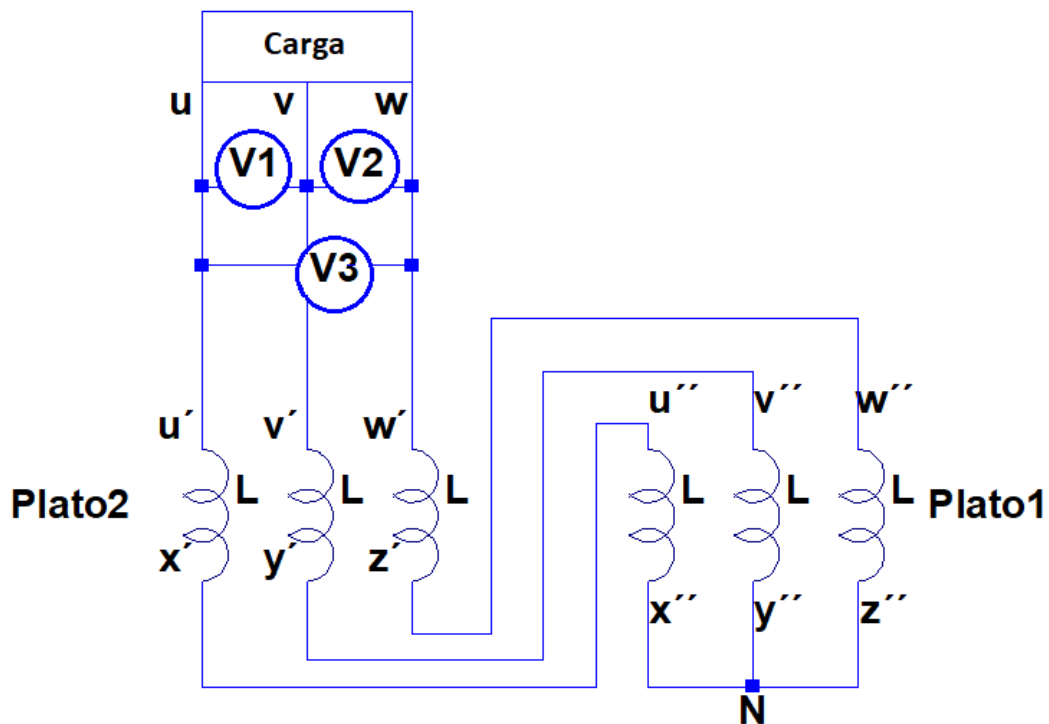 Carga
u v w
V1 V2
V3
u´´ v´´ w´´
u´ v´ w´
Plato2 L L L L L L Plato1
x´ y´ z´
x´´ y´´ z´´
N